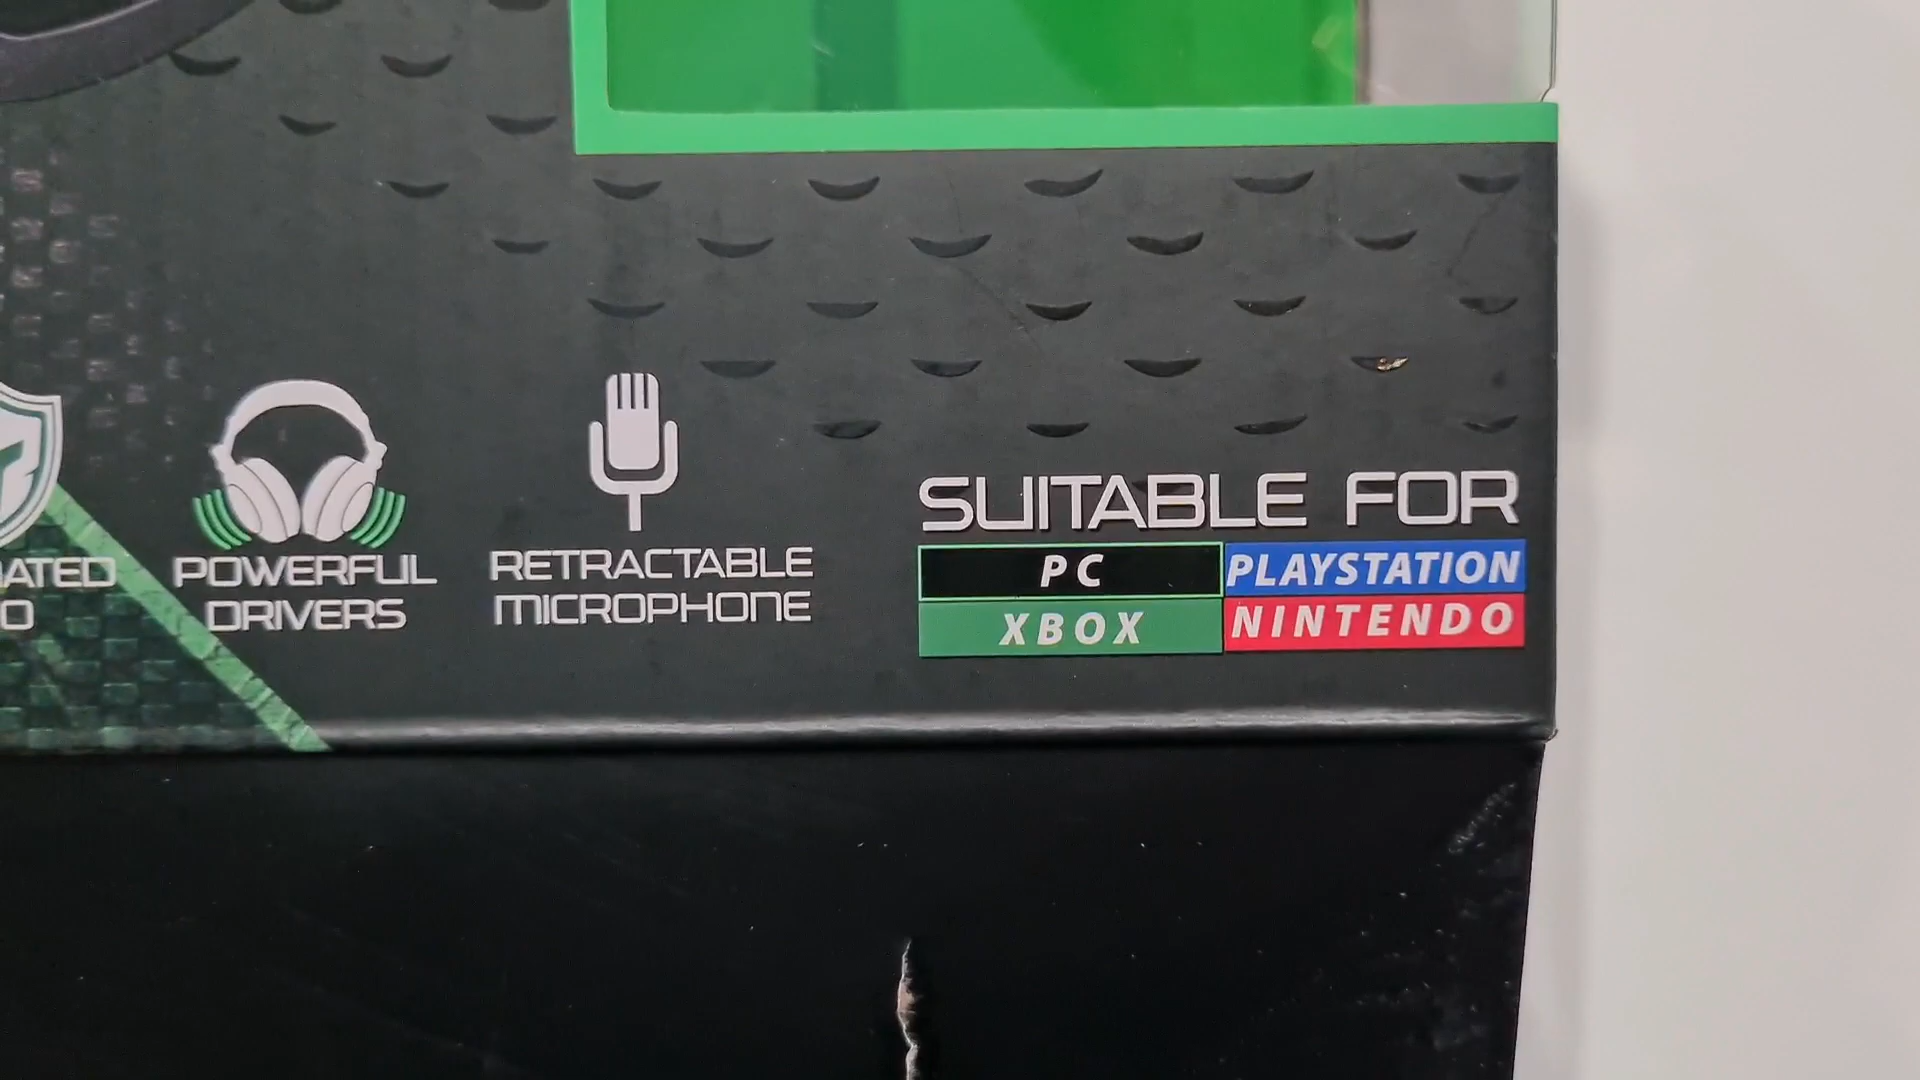 POWERFUL
DRIVERS
RETRACTABLE
MICROPHONE
SUITABLE FOR
PC
PLAYSTATION
XBOX
NINTENDO